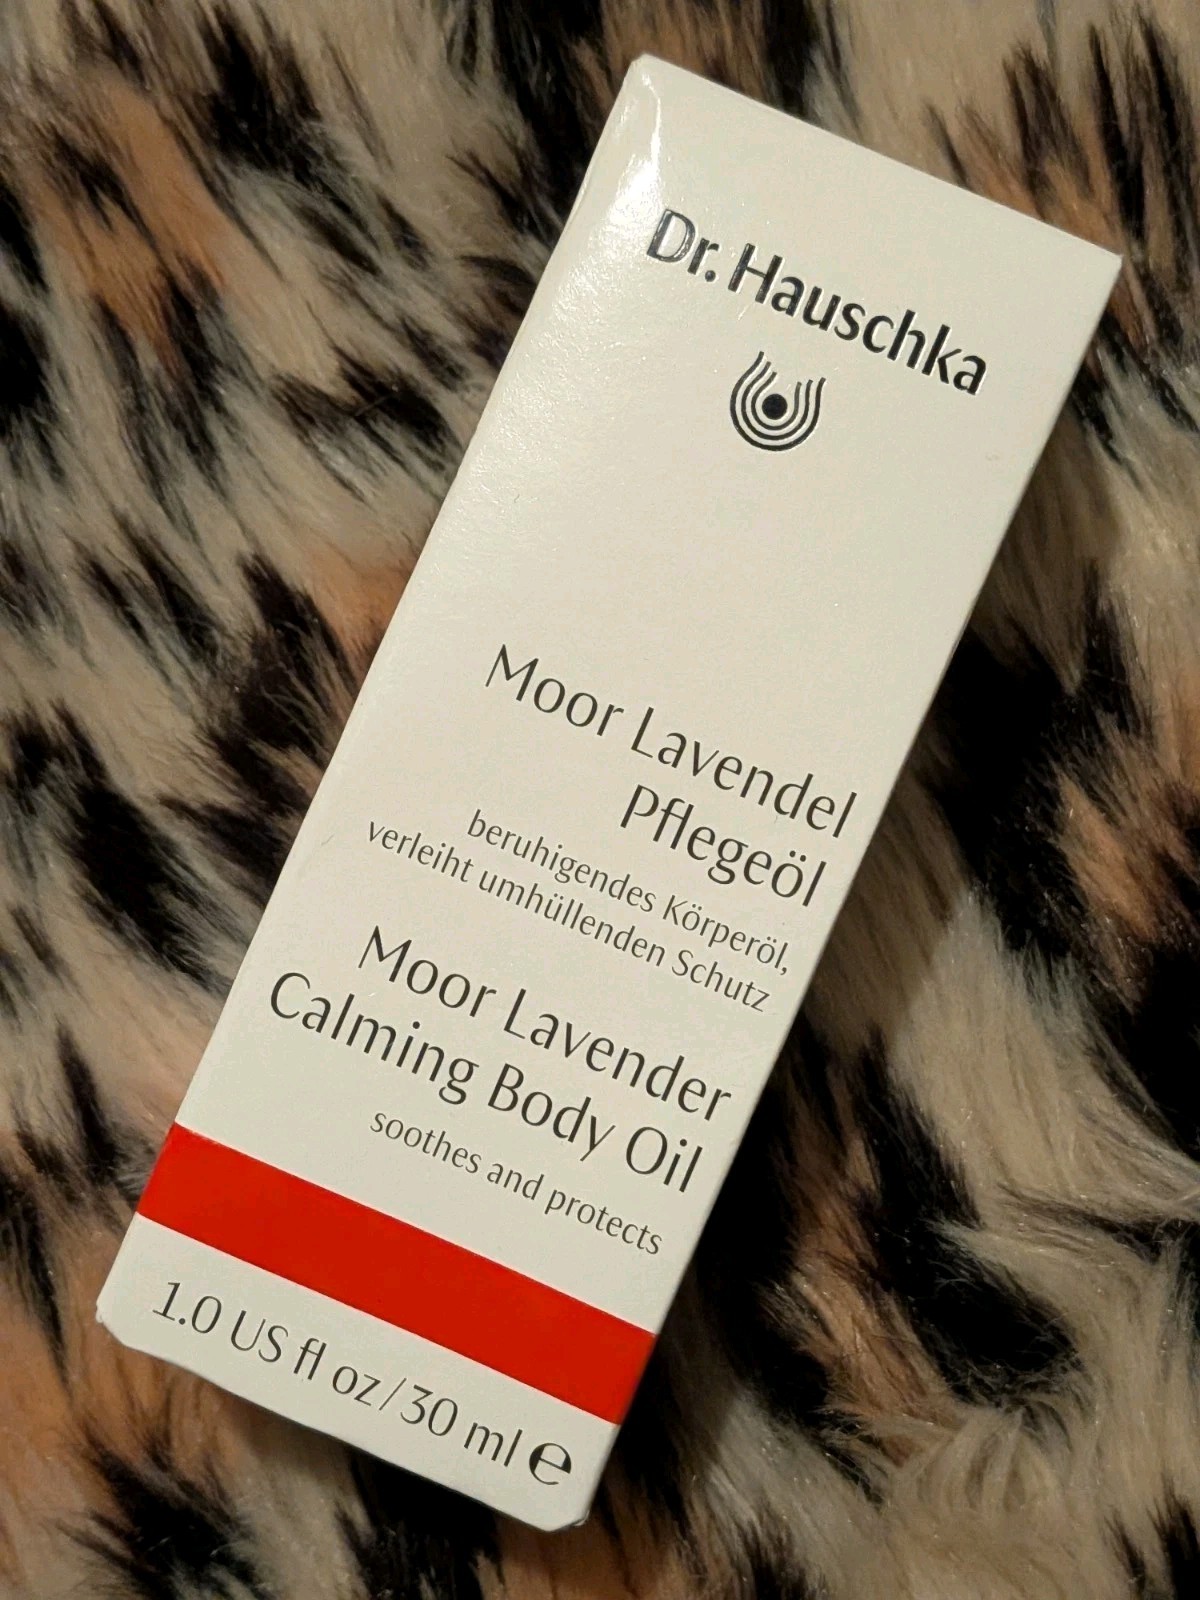 Dr. Hauschka
Moor Lavendel
Pflegeöl
beruhigendes Körperöl,
verleiht umhüllenden Schutz
Moor Lavender
Calming Body Oil
soothes and protects
1.0 US fl oz/30 ml ℮